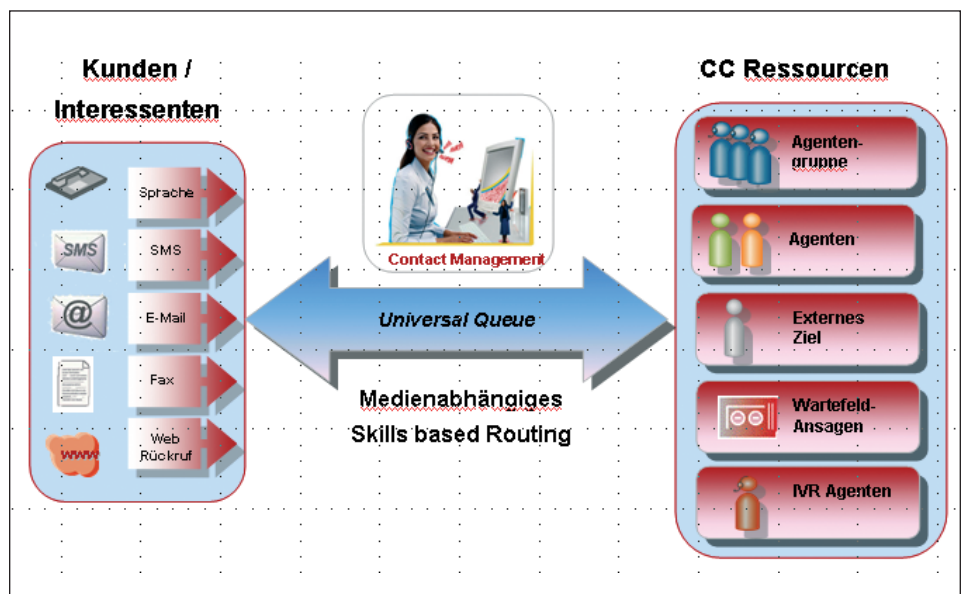 Kunden /
Interessenten
Sprache
SMS
SMS
@
E-Mail
Fax
www
Web
Rückruf
Contact Management
Universal Queue
Medienabhängiges
Skills based Routing
CC Ressourcen
Agenten-
gruppe
Agenten
Externes
Ziel
Wartefeld-
Ansagen
IVR Agenten